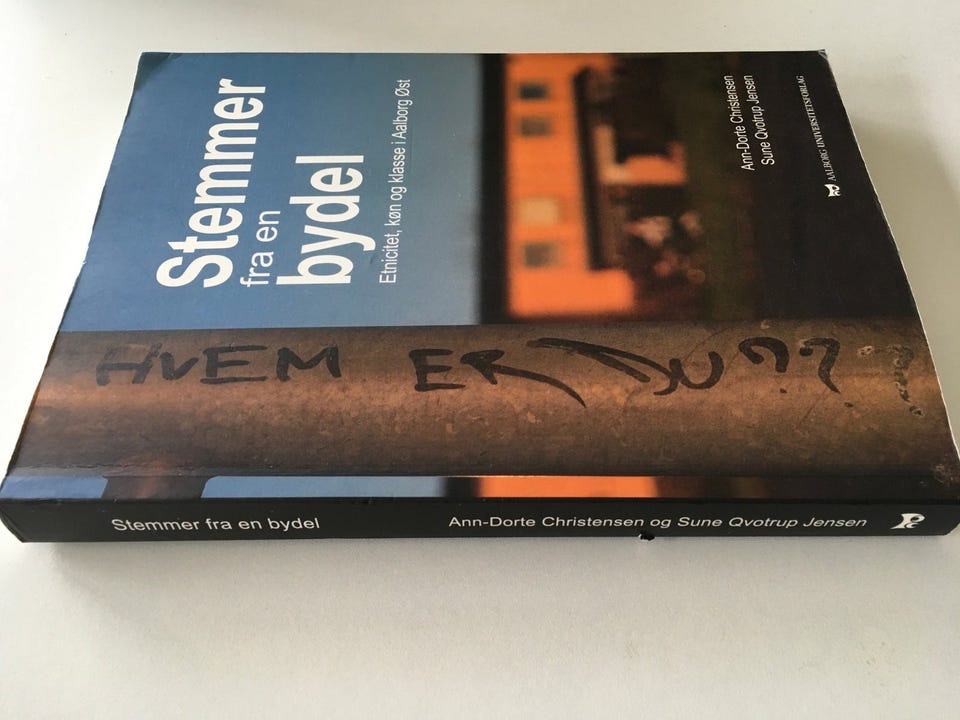 Stemmer
fra en
bydel
Etnicitet, køn og klasse i Aalborg Øst
Ann-Dorte Christensen
Sune Qvotrup Jensen
AALBORG UNIVERSITETSFORLAG
HVEM ER DU???
Stemmer fra en bydel
Ann-Dorte Christensen og Sune Qvotrup Jensen